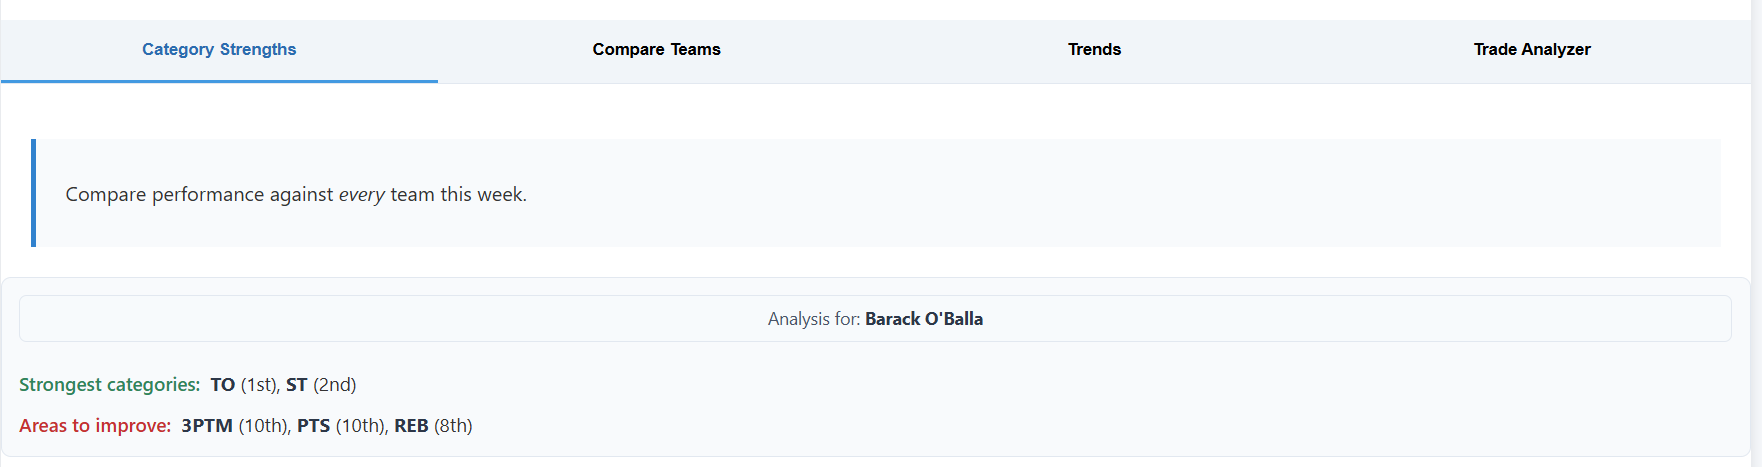 Category Strengths Compare Teams Trends Trade Analyzer
Compare performance against every team this week.
Analysis for: Barack O'Balla
Strongest categories: TO (1st), ST (2nd)
Areas to improve: 3PTM (10th), PTS (10th), REB (8th)